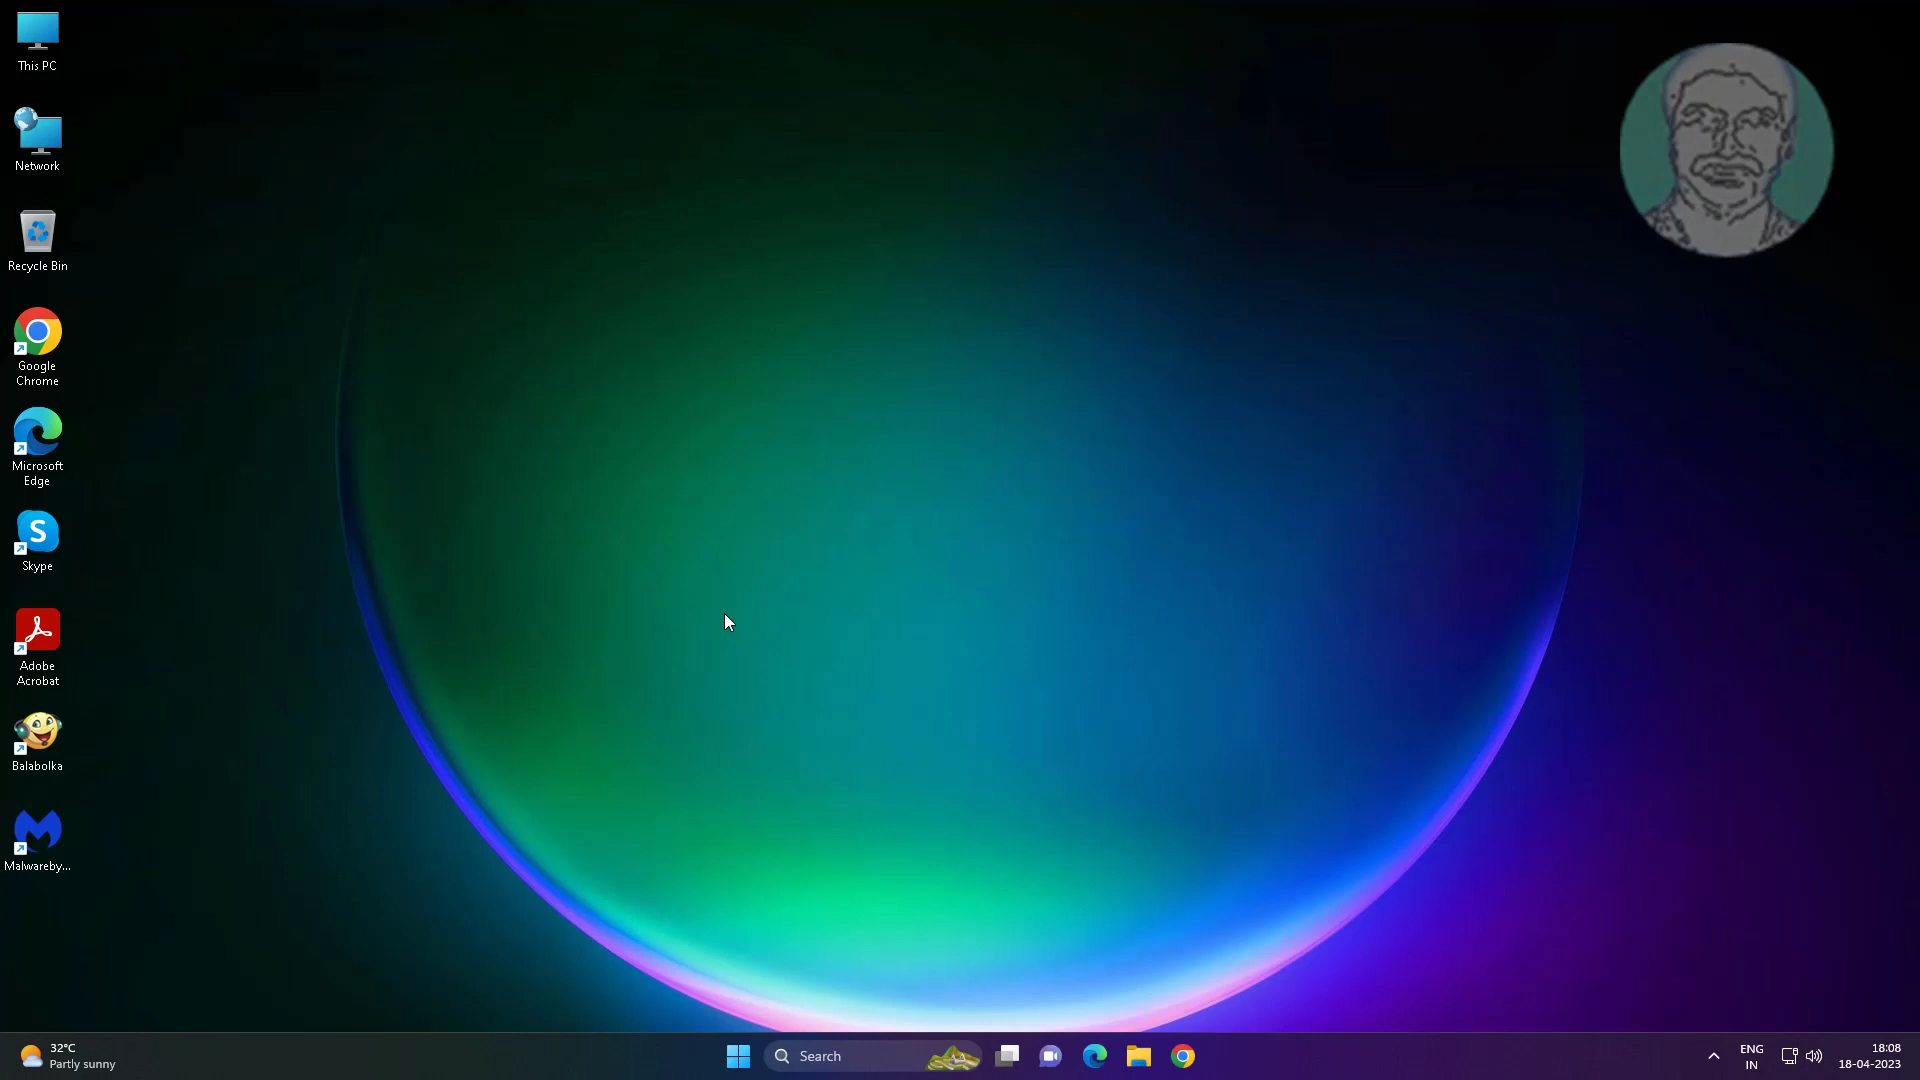 This PC
Network
Recycle Bin
Google
Chrome
Microsoft
Edge
S
Skype
Adobe
Acrobat
Balabolka
Malwareby...
32°C
Partly sunny
Search
ENG
IN
18:08
18-04-2023